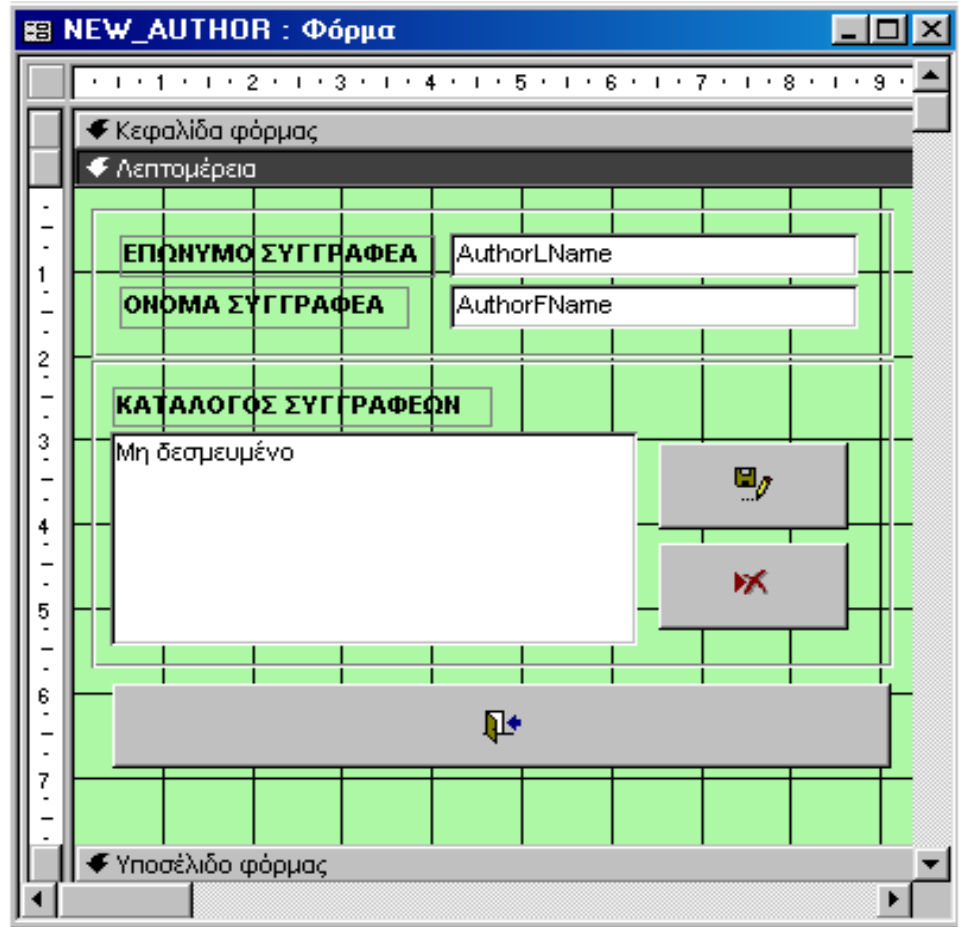 NEW_AUTHOR : Φόρμα
1 2 3 4 5 6 7 8 9
Κεφαλίδα φόρμας
Λεπτομέρεια
ΕΠΩΝΥΜΟ ΣΥΓΓΡΑΦΕΑ AuthorLName
1
ΟΝΟΜΑ ΣΥΓΓΡΑΦΕΑ AuthorFName
2
ΚΑΤΑΛΟΓΟΣ ΣΥΓΓΡΑΦΕΩΝ
3
Μη δεσμευμένο
4
5
6
7
Υποσέλιδο φόρμας